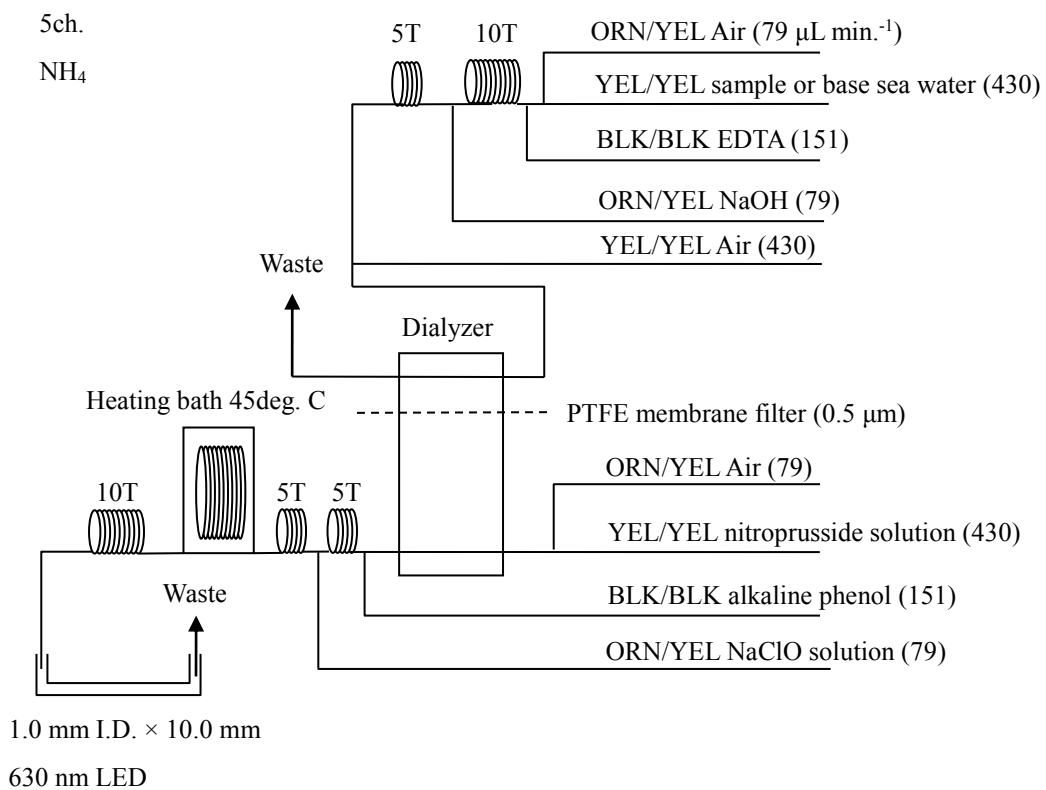 5ch.
NH₄
5T
10T
ORN/YEL Air (79 μL min.⁻¹)
YEL/YEL sample or base sea water (430)
BLK/BLK EDTA (151)
ORN/YEL NaOH (79)
YEL/YEL Air (430)
Waste
Dialyzer
Heating bath 45deg. C
PTFE membrane filter (0.5 μm)
ORN/YEL Air (79)
10T
5T
5T
YEL/YEL nitroprusside solution (430)
Waste
BLK/BLK alkaline phenol (151)
ORN/YEL NaClO solution (79)
1.0 mm I.D. × 10.0 mm
630 nm LED